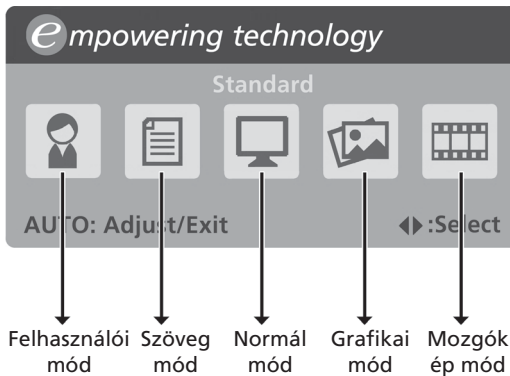 empowering technology
Standard
AUTO: Adjust/Exit
:Select
Felhasználói Szöveg Normál Grafikai Mozgók
mód mód mód mód ép mód